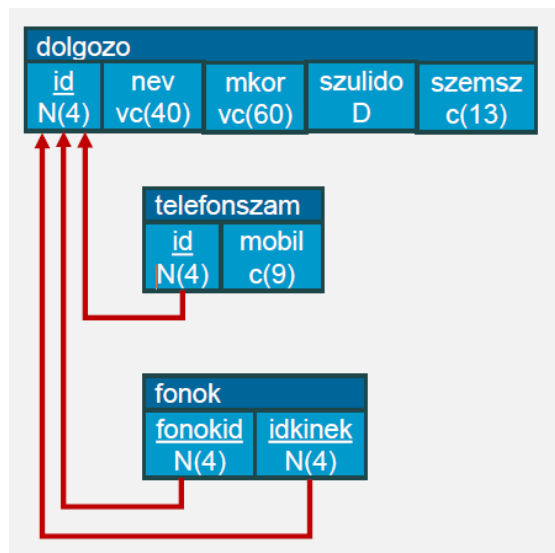 dolgozo
id nev mkor szulido szemsz
N(4) vc(40) vc(60) D c(13)
telefonszam
id mobil
N(4) c(9)
fonok
fonokid idkinek
N(4) N(4)